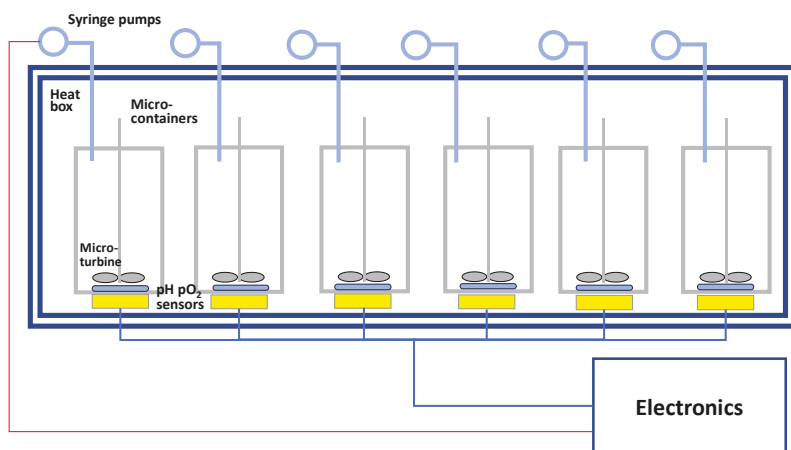 Syringe pumps
Heat
box
Micro-
containers
Micro-
turbine
pH pO₂
sensors
Electronics